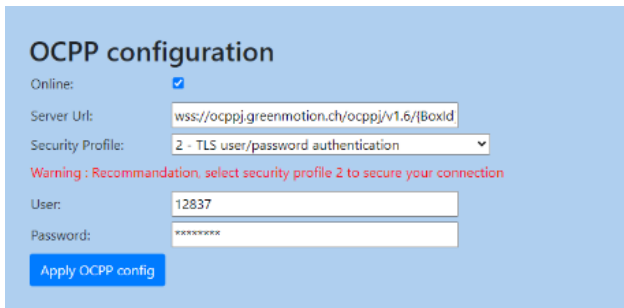 OCPP configuration
Online:
Server Url: wss://ocppj.greenmotion.ch/ocppj/v1.6/{BoxId
Security Profile: 2 - TLS user/password authentication
Warning : Recommandation, select security profile 2 to secure your connection
User: 12837
Password: ********
Apply OCPP config